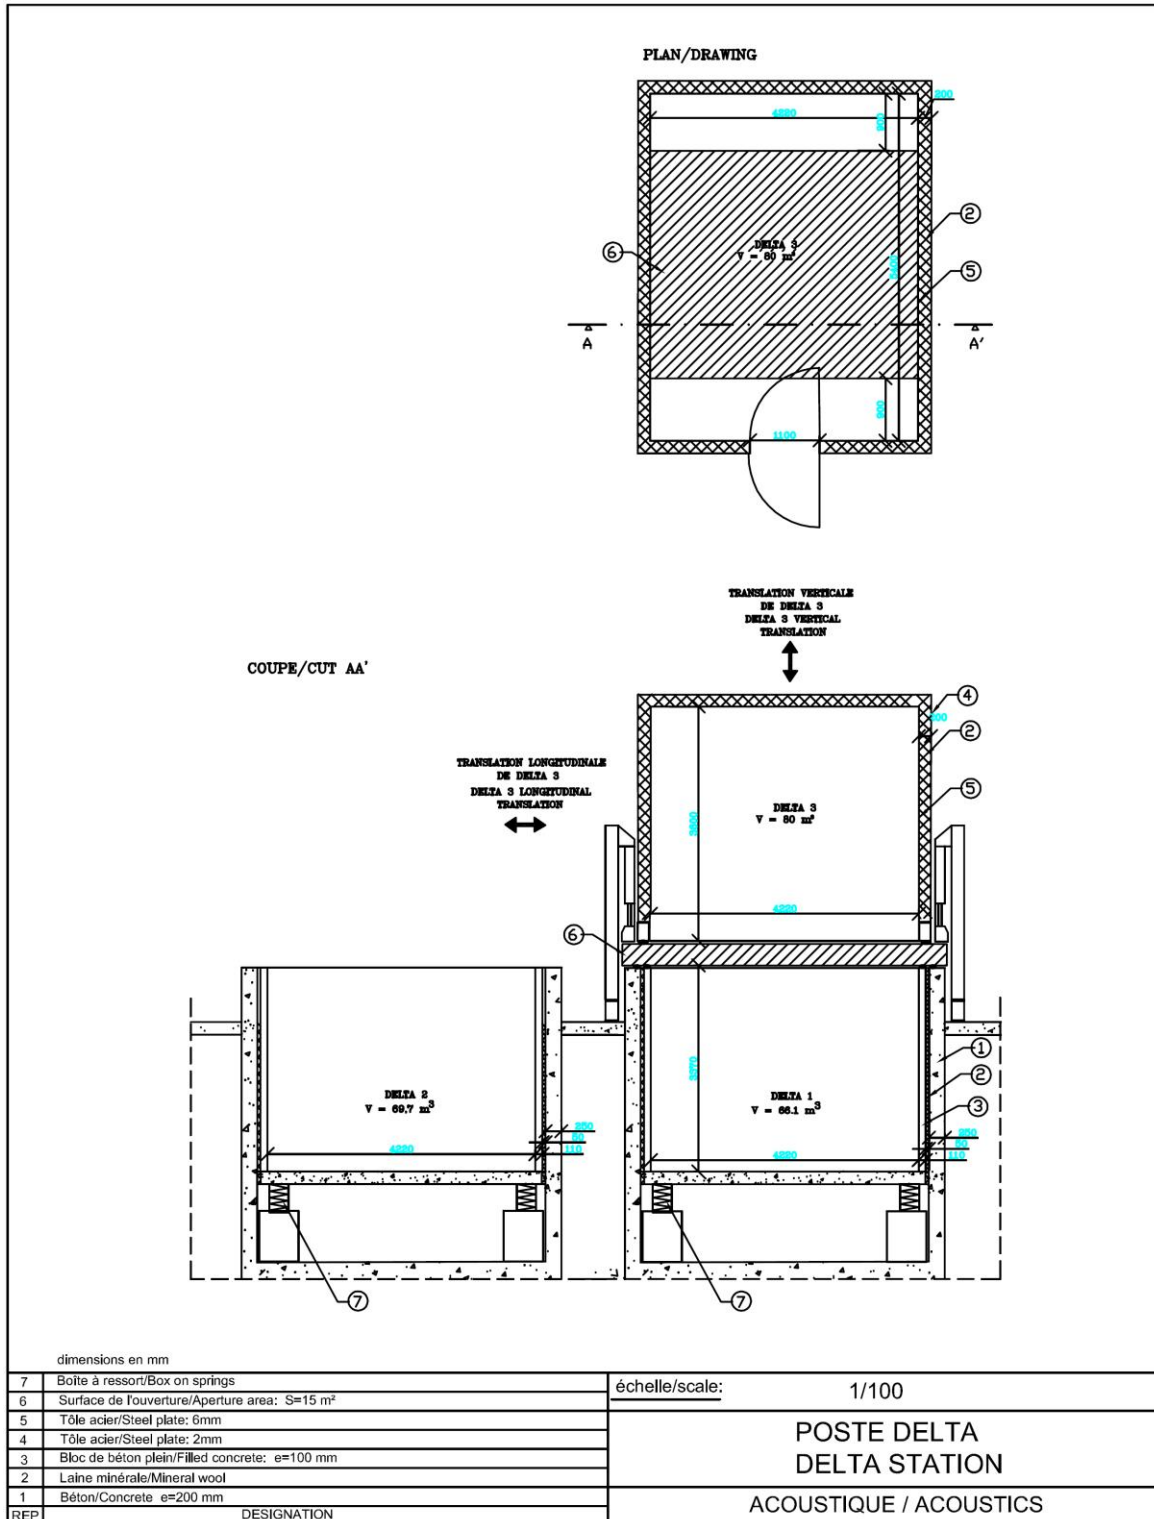 PLAN/DRAWING
4220
200
900
2
DELTA 3
V = 80 m³
6
5400
5
A
A'
900
1100
TRANSLATION VERTICALE
DE DELTA 3
DELTA 3 VERTICAL
TRANSLATION
COUPE/CUT AA'
4
200
2
TRANSLATION LONGITUDINALE
DE DELTA 3
DELTA 3 LONGITUDINAL
TRANSLATION
5
DELTA 3
V = 80 m³
4220
6
1
3370
2
DELTA 2
V = 69,7 m³
DELTA 1
V = 66.1 m³
3
250
50
110
4220
250
50
110
4220
7
7
dimensions en mm
7 Boîte à ressort/Box on springs
6 Surface de l'ouverture/Aperture area: S=15 m²
5 Tôle acier/Steel plate: 6mm
4 Tôle acier/Steel plate: 2mm
3 Bloc de béton plein/Filled concrete: e=100 mm
2 Laine minérale/Mineral wool
1 Béton/Concrete e=200 mm
REP DESIGNATION
échelle/scale: 1/100
POSTE DELTA
DELTA STATION
ACOUSTIQUE / ACOUSTICS